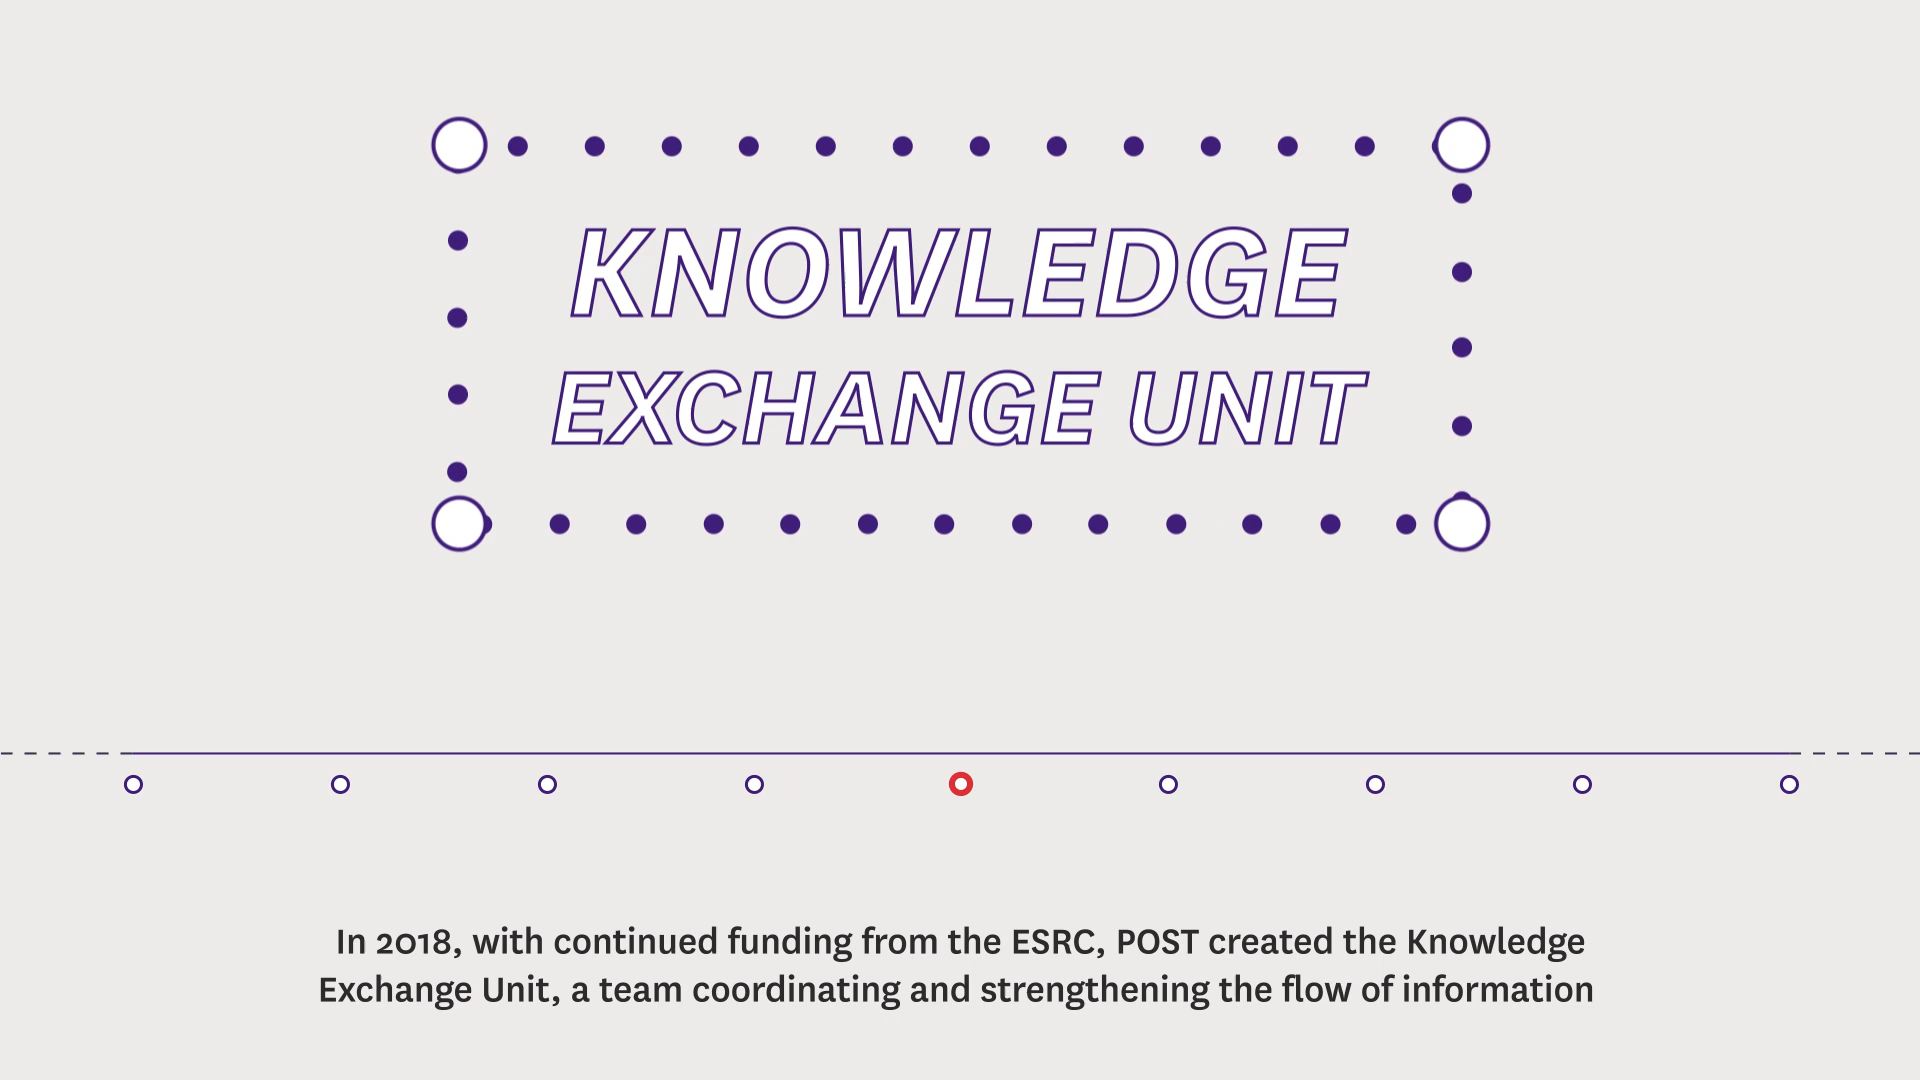 KNOWLEDGE
EXCHANGE UNIT
In 2018, with continued funding from the ESRC, POST created the Knowledge
Exchange Unit, a team coordinating and strengthening the flow of information